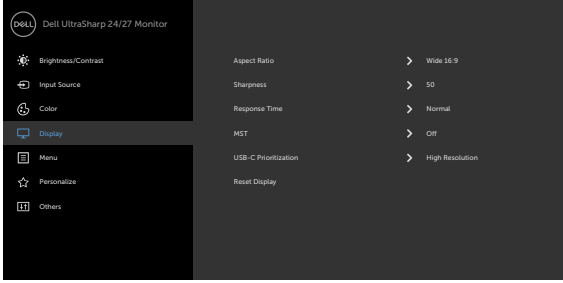 DELL Dell UltraSharp 24/27 Monitor
Brightness/Contrast
Input Source
Color
Display
Menu
Personalize
Others
Aspect Ratio Wide 16:9
Sharpness 50
Response Time Normal
MST Off
USB-C Prioritization High Resolution
Reset Display